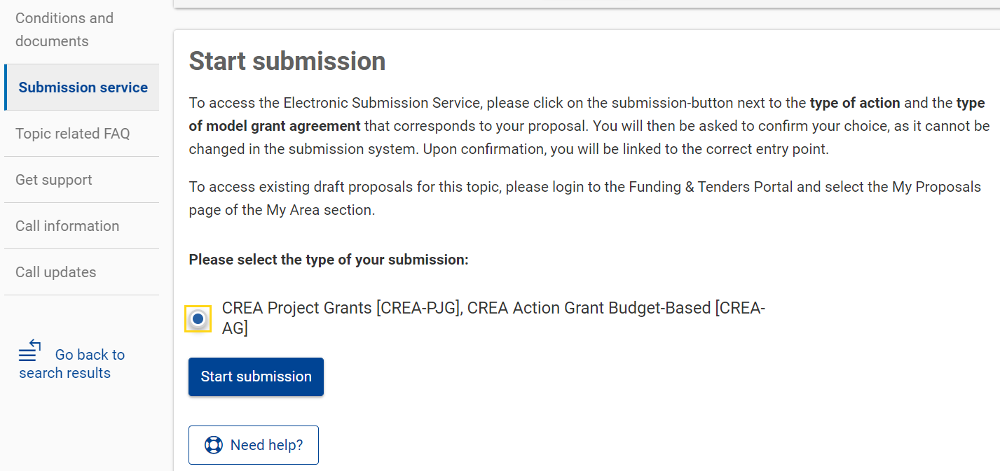 Conditions and
documents
Submission service
Topic related FAQ
Get support
Call information
Call updates
Go back to
search results
Start submission
To access the Electronic Submission Service, please click on the submission-button next to the type of action and the type
of model grant agreement that corresponds to your proposal. You will then be asked to confirm your choice, as it cannot be
changed in the submission system. Upon confirmation, you will be linked to the correct entry point.
To access existing draft proposals for this topic, please login to the Funding & Tenders Portal and select the My Proposals
page of the My Area section.
Please select the type of your submission:
CREA Project Grants [CREA-PJG], CREA Action Grant Budget-Based [CREA-
AG]
Start submission
Need help?